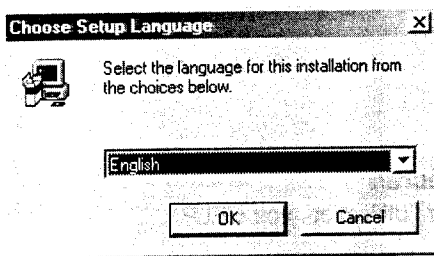 Choose Setup Language
Select the language for this installation from
the choices below.
English
OK
Cancel